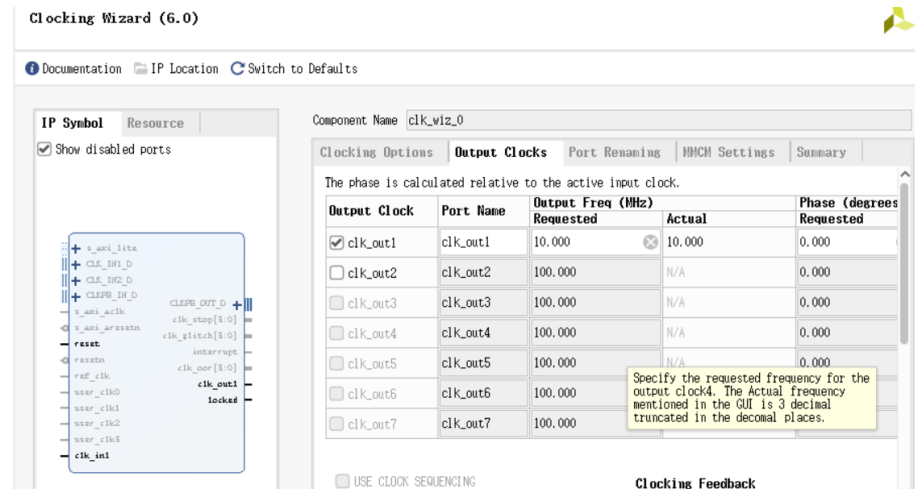 Clocking Wizard (6.0)
Documentation IP Location Switch to Defaults
IP Symbol Resource
Show disabled ports
s_axi_lite
CLK_IN1_D
CLK_IN2_D
CLKFB_IN_D
s_axi_aclk
s_axi_aresetn
reset
resetn
ref_clk
user_clk0
user_clk1
user_clk2
user_clk3
clk_in1
CLKFB_OUT_D
clk_stop[3:0]
clk_glitch[3:0]
interrupt
clk_oor[3:0]
clk_out1
locked
Component Name clk_wiz_0
Clocking Options Output Clocks Port Renaming MMCM Settings Summary
The phase is calculated relative to the active input clock.
Output Clock Port Name Output Freq (MHz) Phase (degrees
Requested Actual Requested
clk_out1 clk_out1 10.000 10.000 0.000
clk_out2 clk_out2 100.000 N/A 0.000
clk_out3 clk_out3 100.000 N/A 0.000
clk_out4 clk_out4 100.000 N/A 0.000
clk_out5 clk_out5 100.000 N/A 0.000
clk_out6 clk_out6 100.000
clk_out7 clk_out7 100.000
Specify the requested frequency for the
output clock4. The Actual frequency
mentioned in the GUI is 3 decimal
truncated in the decomal places.
USE CLOCK SEQUENCING Clocking Feedback